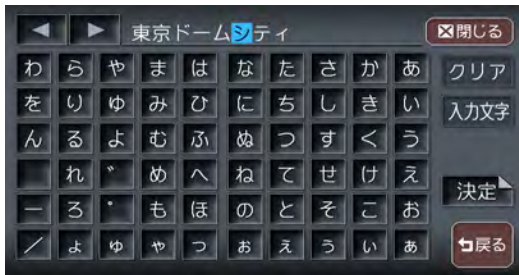 ◀ ▶ 東京ドームシティ ☒閉じる
わ ら や ま は な た さ か あ クリア
を り ゆ み ひ に ち し き い 入力文字
ん る よ む ふ ぬ つ す く う
れ ゛ め へ ね て せ け え 決定
ー ろ ゜ も ほ の と そ こ お
／ ょ ゅ ゃ っ ぉ ぇ ぅ ぃ ぁ 戻る